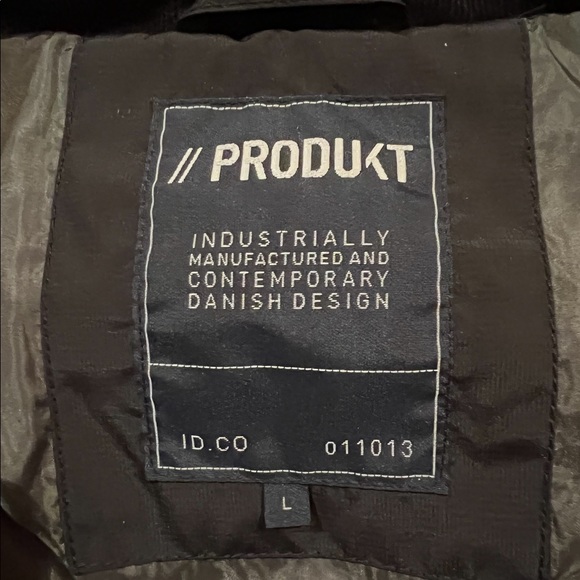 // PRODUKT
INDUSTRIALLY
MANUFACTURED AND
CONTEMPORARY
DANISH DESIGN
ID.CO 011013
L